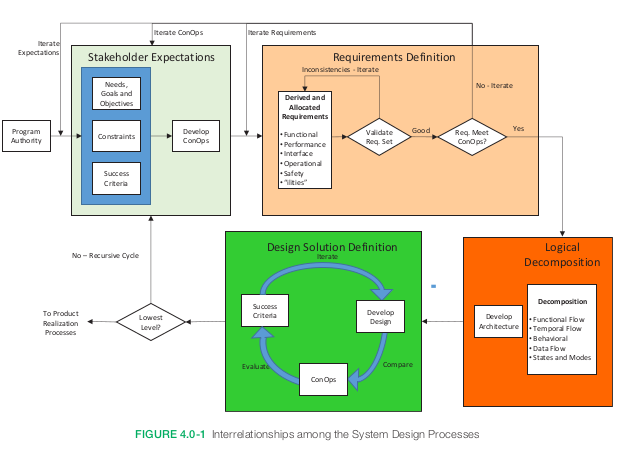 Iterate ConOps
Iterate Requirements
Iterate
Expectations
Stakeholder Expectations
Requirements Definition
Inconsistencies - Iterate
No - Iterate
Program
Authority
Needs,
Goals and
Objectives
Constraints
Success
Criteria
Develop
ConOps
Derived and
Allocated
Requirements
• Functional
• Performance
• Interface
• Operational
• Safety
• "ilities"
Validate
Req. Set
Good
Req. Meet
ConOps?
Yes
No – Recursive Cycle
Design Solution Definition
Iterate
Success
Criteria
Develop
Design
Evaluate
Compare
ConOps
Logical
Decomposition
Develop
Architecture
Decomposition
• Functional Flow
• Temporal Flow
• Behavioral
• Data Flow
• States and Modes
Lowest
Level?
To Product
Realization
Processes
FIGURE 4.0-1 Interrelationships among the System Design Processes